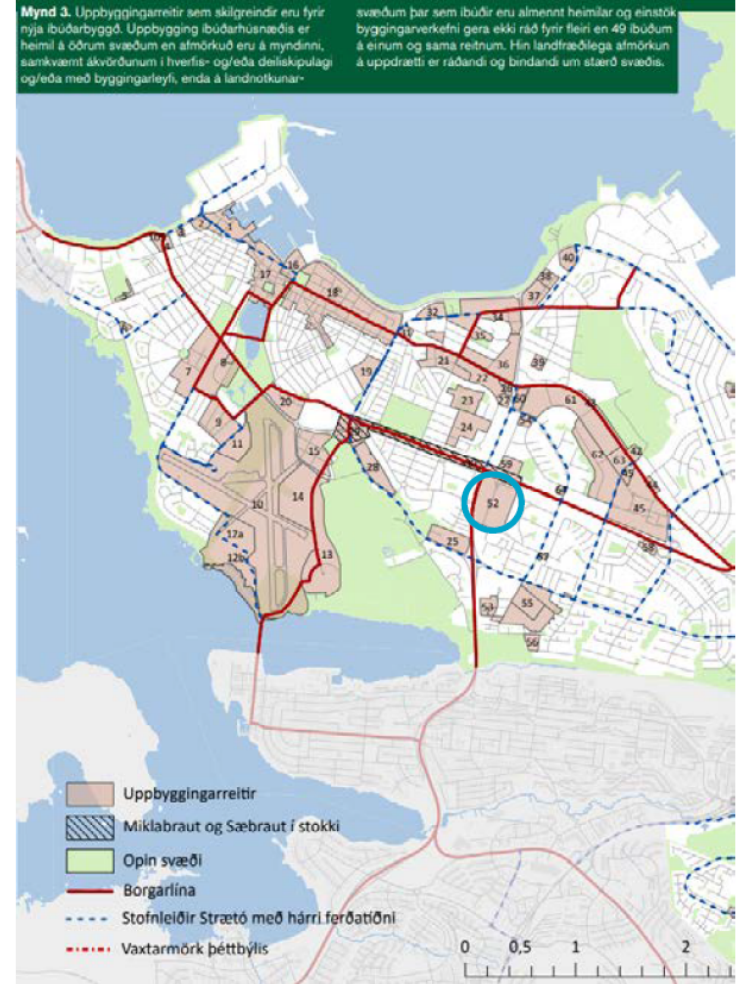 Mynd 3. Uppbyggingarreitir sem skilgreindir eru fyrir
nýja íbúðarbyggð. Uppbygging íbúðarhúsnæðis er
heimil á öðrum svæðum en afmörkuð eru á myndinni,
samkvæmt ákvörðunum í hverfis- og/eða deiliskipulagi
og/eða með byggingarleyfi, enda á landnotkunar-
svæðum þar sem íbúðir eru almennt heimilar og einstök
byggingarverkefni gera ekki ráð fyrir fleiri en 49 íbúðum
á einum og sama reitnum. Hin landfræðilega afmörkun
á uppdrætti er ráðandi og bindandi um stærð svæðis.
2
1
40
16
17
38
37
18
32
34
35
21
36
39
22
7
8
19
61
20
23
9
24
11
15
62
63
59
28
14
10
52
45
12a
25
12b
13
55
Uppbyggingarreitir
Miklabraut og Sæbraut í stokki
Opin svæði
Borgarlína
Stofnleiðir Strætó með hárri ferðatíðni
Vaxtarmörk þéttbýlis
0 0,5 1 2